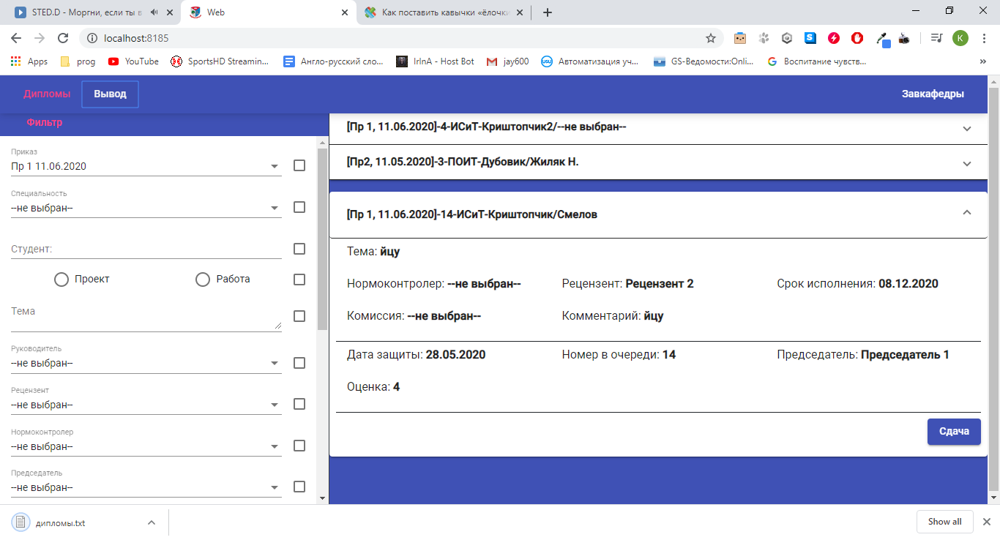 STED.D - Моргни, если ты в
Web
Как поставить кавычки «ёлочки
localhost:8185
K
Apps
prog
YouTube
SportsHD Streamin...
Англо-русский сло...
IrInA - Host Bot
jay600
Автоматизация уч...
GS-Ведомости:Onli...
Воспитание чувств...
»
Дипломы
Вывод
Завкафедры
Фильтр
Приказ
Пр 1 11.06.2020
Специальность
--не выбран--
Студент:
Проект
Работа
Тема
Руководитель
--не выбран--
Рецензент
--не выбран--
Нормоконтролер
--не выбран--
Председатель
--не выбран--
[Пр 1, 11.06.2020]-4-ИСиТ-Криштопчик2/--не выбран--
[Пр2, 11.05.2020]-3-ПОИТ-Дубовик/Жиляк Н.
[Пр 1, 11.06.2020]-14-ИСиТ-Криштопчик/Смелов
Тема: йцу
Нормоконтролер: --не выбран--
Рецензент: Рецензент 2
Срок исполнения: 08.12.2020
Комиссия: --не выбран--
Комментарий: йцу
Дата защиты: 28.05.2020
Номер в очереди: 14
Председатель: Председатель 1
Оценка: 4
Сдача
дипломы.txt
Show all